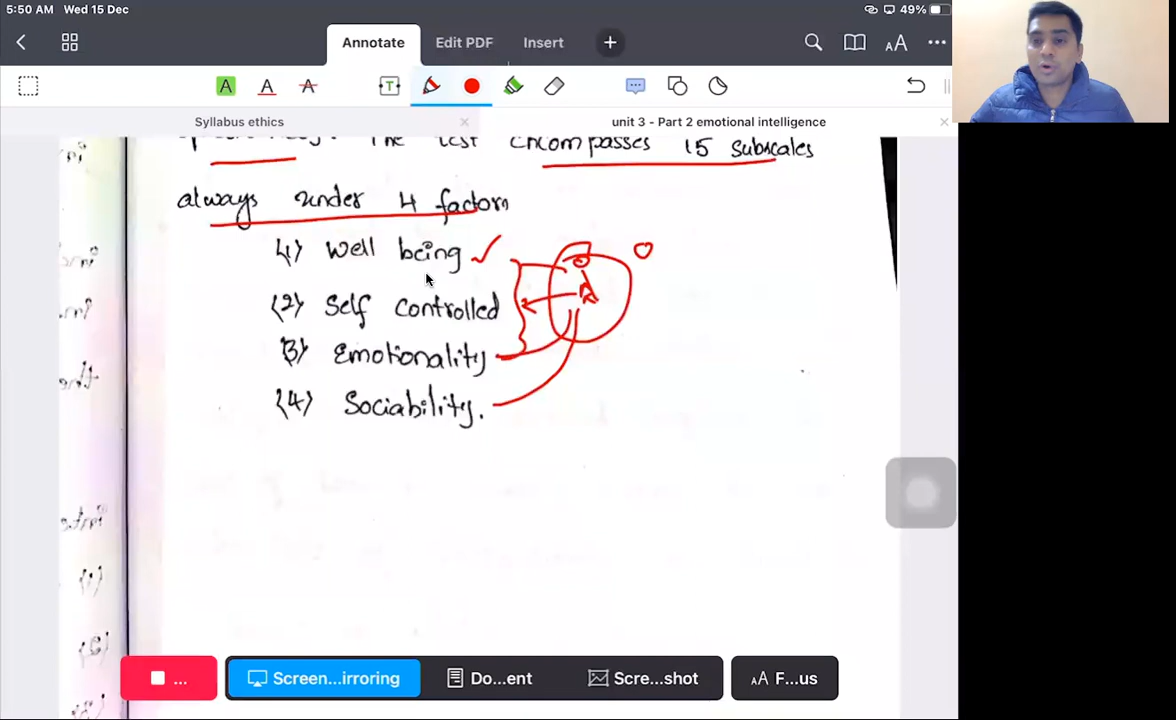 5:50 AM Wed 15 Dec
49%
Annotate
Edit PDF
Insert
AA
A A A T
Syllabus ethics
unit 3 - Part 2 emotional intelligence
The test encompasses 15 subscales
always under 4 factors
(1) Well being
(2) Self controlled
(3) Emotionality
(4) Sociability.
...
Screen...irroring
Do...ent
Scre...shot
AA F...us